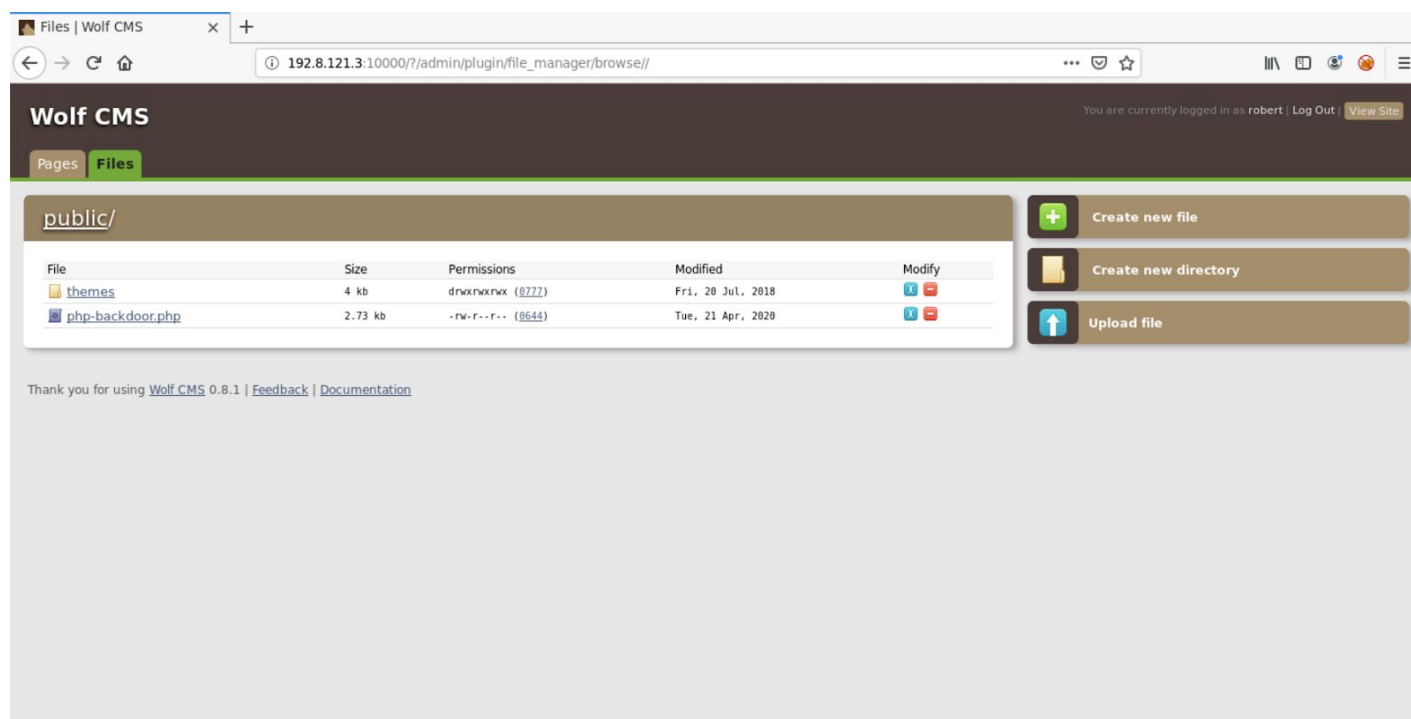 Files | Wolf CMS
192.8.121.3:10000/?/admin/plugin/file_manager/browse//
Wolf CMS
You are currently logged in as robert | Log Out | View Site
Pages Files
public/
File Size Permissions Modified Modify
themes 4 kb drwxrwxrwx (0777) Fri, 20 Jul, 2018
php-backdoor.php 2.73 kb -rw-r--r-- (0644) Tue, 21 Apr, 2020
Create new file
Create new directory
Upload file
Thank you for using Wolf CMS 0.8.1 | Feedback | Documentation